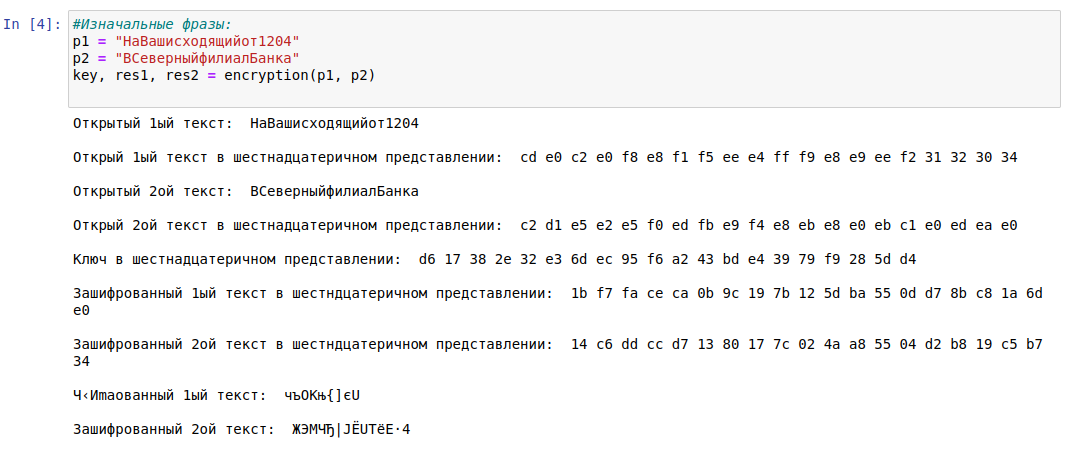 In [4]:
#Изначальные фразы:
p1 = "НаВашисходящийот1204"
p2 = "ВСеверныйфилиалБанка"
key, res1, res2 = encryption(p1, p2)
Открытый 1ый текст:  НаВашисходящийот1204
Открый 1ый текст в шестнадцатеричном представлении:  cd e0 c2 e0 f8 e8 f1 f5 ee e4 ff f9 e8 e9 ee f2 31 32 30 34
Открытый 2ой текст:  ВСеверныйфилиалБанка
Открый 2ой текст в шестнадцатеричном представлении:  c2 d1 e5 e2 e5 f0 ed fb e9 f4 e8 eb e8 e0 eb c1 e0 ed ea e0
Ключ в шестнадцатеричном представлении:  d6 17 38 2e 32 e3 6d ec 95 f6 a2 43 bd e4 39 79 f9 28 5d d4
Зашифрованный 1ый текст в шестндцатеричном представлении:  1b f7 fa ce ca 0b 9c 19 7b 12 5d ba 55 0d d7 8b c8 1a 6d
e0
Зашифрованный 2ой текст в шестндцатеричном представлении:  14 c6 dd cc d7 13 80 17 7c 02 4a a8 55 04 d2 b8 19 c5 b7
34
Ч‹Иmaованный 1ый текст:  чъОКњ{]єU
Зашифрованный 2ой текст:  ЖЭМЧЂ|JЁUТёЕ·4